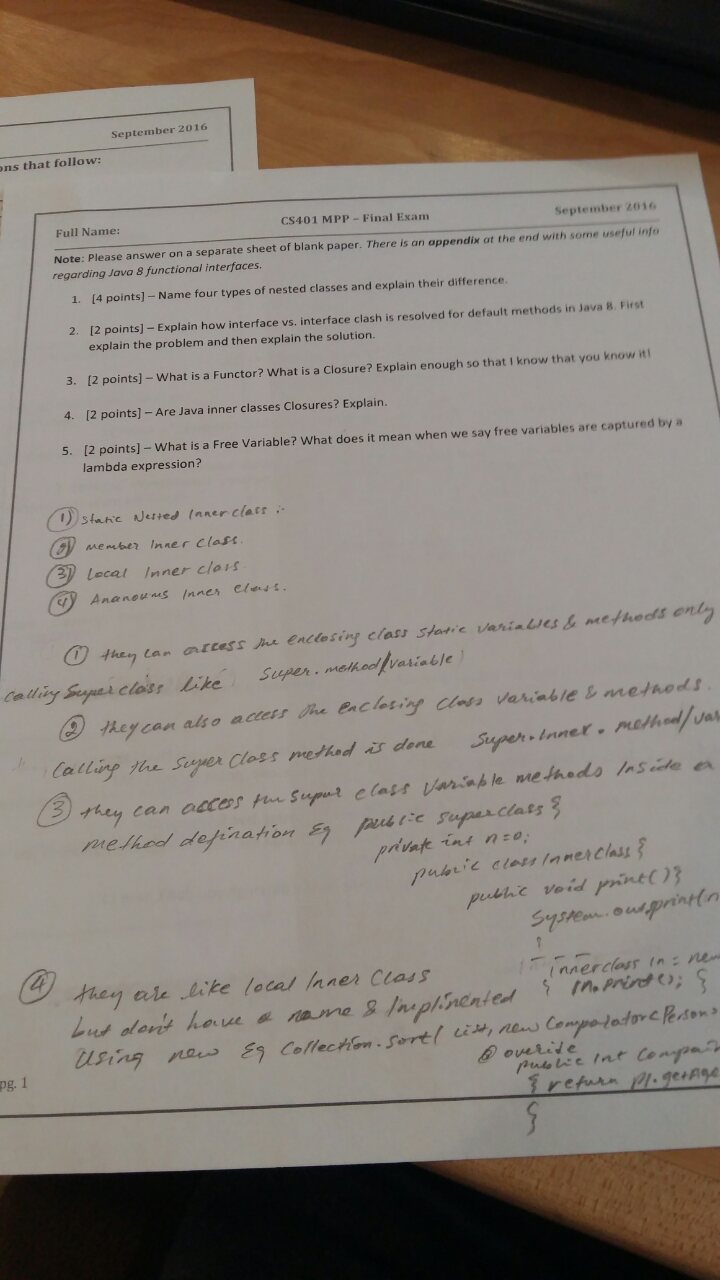 September 2016
ons that follow:
Full Name:
CS401 MPP – Final Exam
September 2016
Note: Please answer on a separate sheet of blank paper. There is an appendix at the end with some useful info
regarding Java 8 functional interfaces.
1. [4 points] – Name four types of nested classes and explain their difference.
2. [2 points] – Explain how interface vs. interface clash is resolved for default methods in Java 8. First
explain the problem and then explain the solution.
3. [2 points] – What is a Functor? What is a Closure? Explain enough so that I know that you know it!
4. [2 points] – Are Java inner classes Closures? Explain.
5. [2 points] – What is a Free Variable? What does it mean when we say free variables are captured by a
lambda expression?
1) Static Nested Inner class :-
2) Member Inner Class.
3) Local Inner class
4) Ananoums Inner Class.
1 they can access the enclosing class static variables & methods only
calling Super class like Super.method/variable
2 they can also access the enclosing class variable & methods.
Calling the Super Class method is done Super.Inner.method/var
3 they can access the supur class Variable methods Inside a
method defination Eg public superclass {
private int n=0;
public class InnerClass {
public void print() }
System.out.println
}
Innerclass in = new
} in.print(); {
4 they are like local Inner Class
but don't have a name & Implinented
Using new Eg Collection.sort( list, new Comparator<Person>
@ override
public int compair
{ return p1.getAge
}
pg. 1